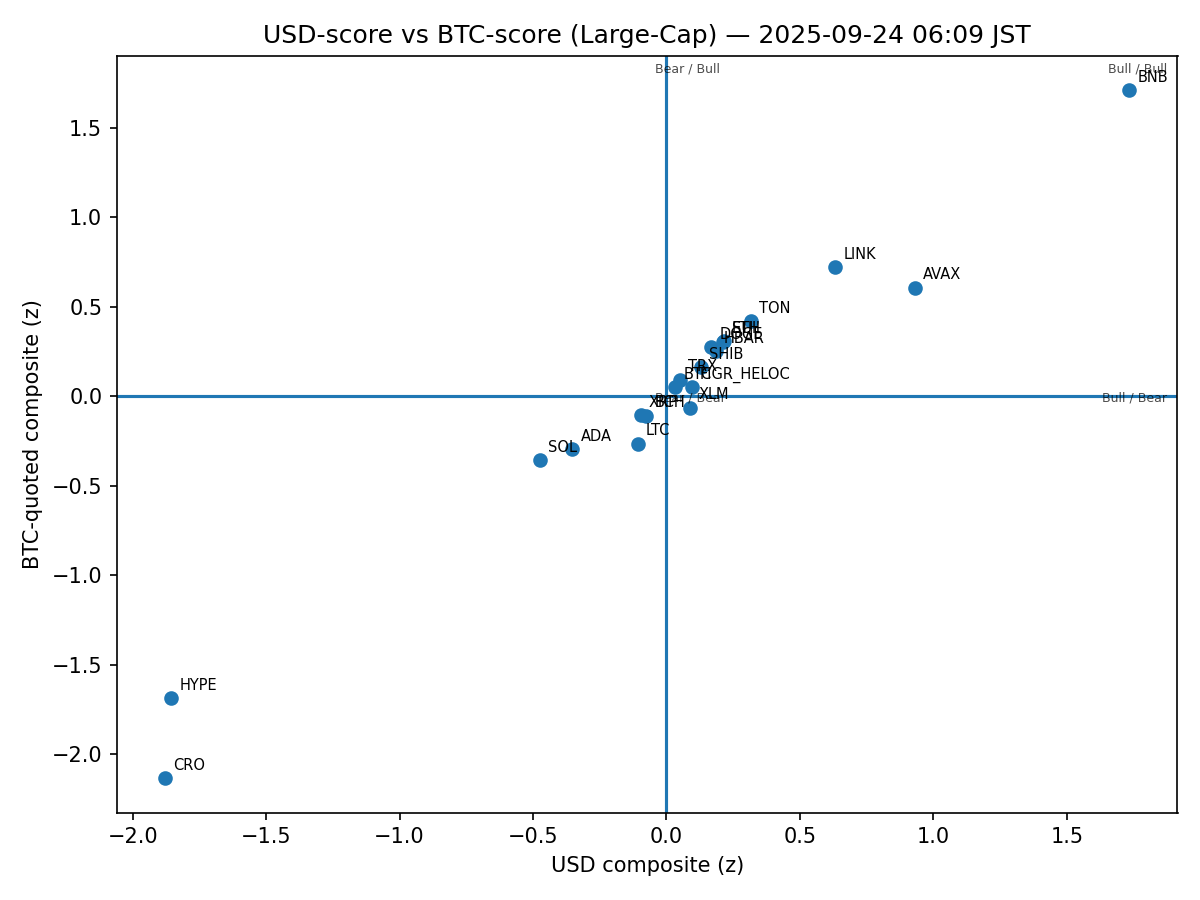 USD-score vs BTC-score (Large-Cap) — 2025-09-24 06:09 JST
Bear / Bull
Bull / Bull
BNB
1.5
1.0
LINK
AVAX
0.5
TON
HBAR
SHIB
TRX
BTC
FIGR_HELOC
XLM
0.0
Bull / Bear
BCH
LTC
ADA
SOL
−0.5
−1.0
−1.5
HYPE
−2.0
CRO
−2.0
−1.5
−1.0
−0.5
0.0
0.5
1.0
1.5
USD composite (z)
BTC-quoted composite (z)